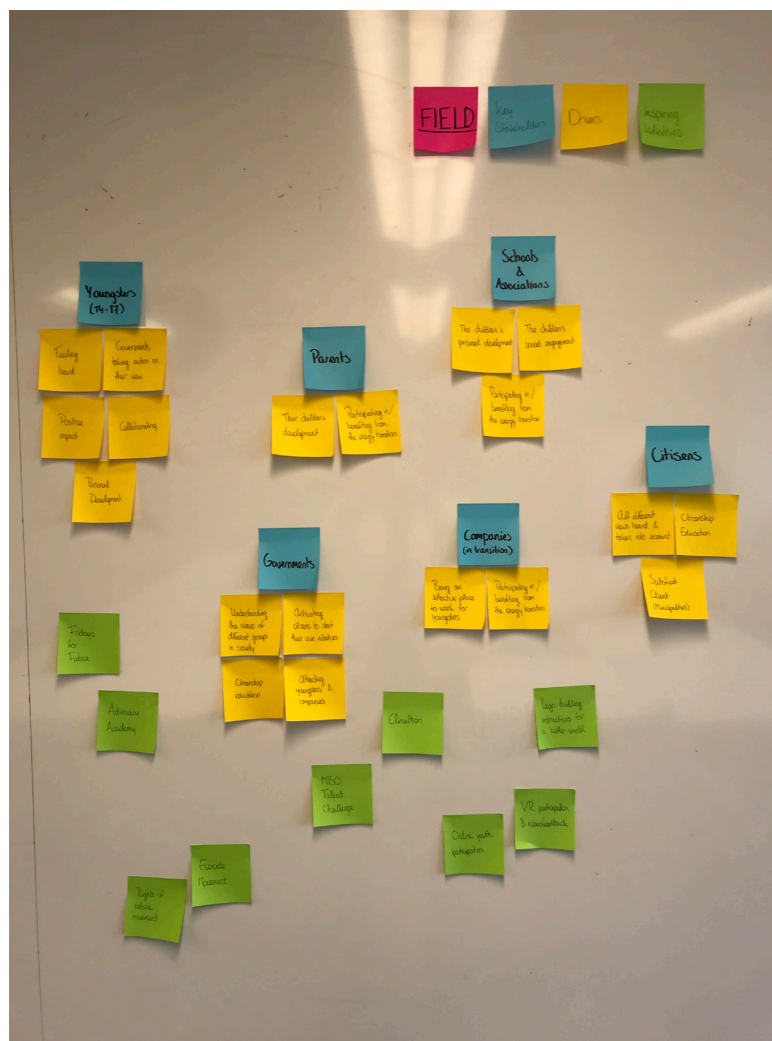 FIELD
Key
Stakeholders
Drivers
Inspiring
Initiatives
Youngsters
(14-17)
Feeling
heard
Governments
taking action on
their views
Positive
impact
Collaborating
Personal
Development
Parents
Their children's
development
Participating in /
benefiting from
the energy transition
Schools
&
Associations
The children's
personal development
The children's
social engagement
Participating in /
benefiting from
the energy transition
Citisens
All different
views heard &
taken into account
Citizenship
Education
Satisfied
Client
(Municipalities)
Governments
Understanding
the views of
different groups
in society
Activating
citizens to start
their own initiatives
Citizenship
education
Attracting
youngsters &
companies
Companies
(in transition)
Being an
attractive place
to work for
youngsters
Participating in /
benefiting from
the energy transition
Fridays
for
Future
Advocacy
Academy
Climathon
Lego building
instructions for
a better world
MBO
Talent
Challenge
Online youth
participation
VR participation
&
Ecocide
Movement
Rights of
nature
movement